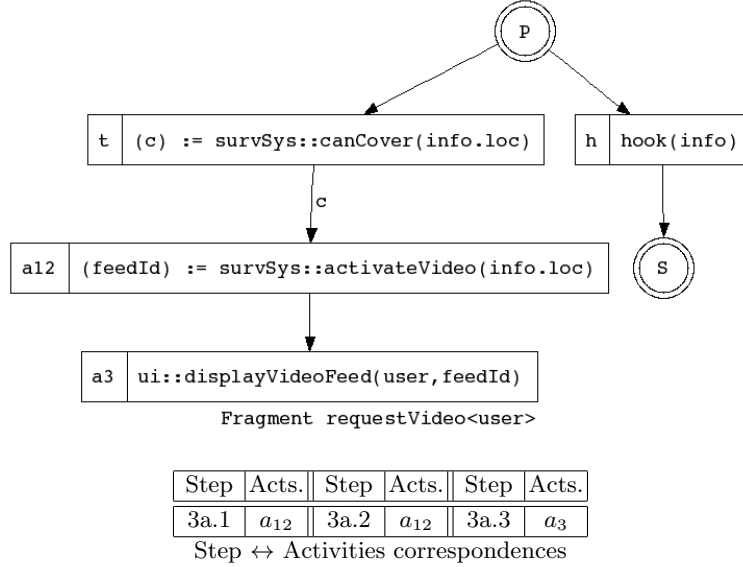 P
t (c) := survSys::canCover(info.loc) h hook(info)
c
a12 (feedId) := survSys::activateVideo(info.loc) S
a3 ui::displayVideoFeed(user,feedId)
Fragment requestVideo<user>
Step Acts. Step Acts. Step Acts.
3a.1 a12 3a.2 a12 3a.3 a3
Step ↔ Activities correspondences